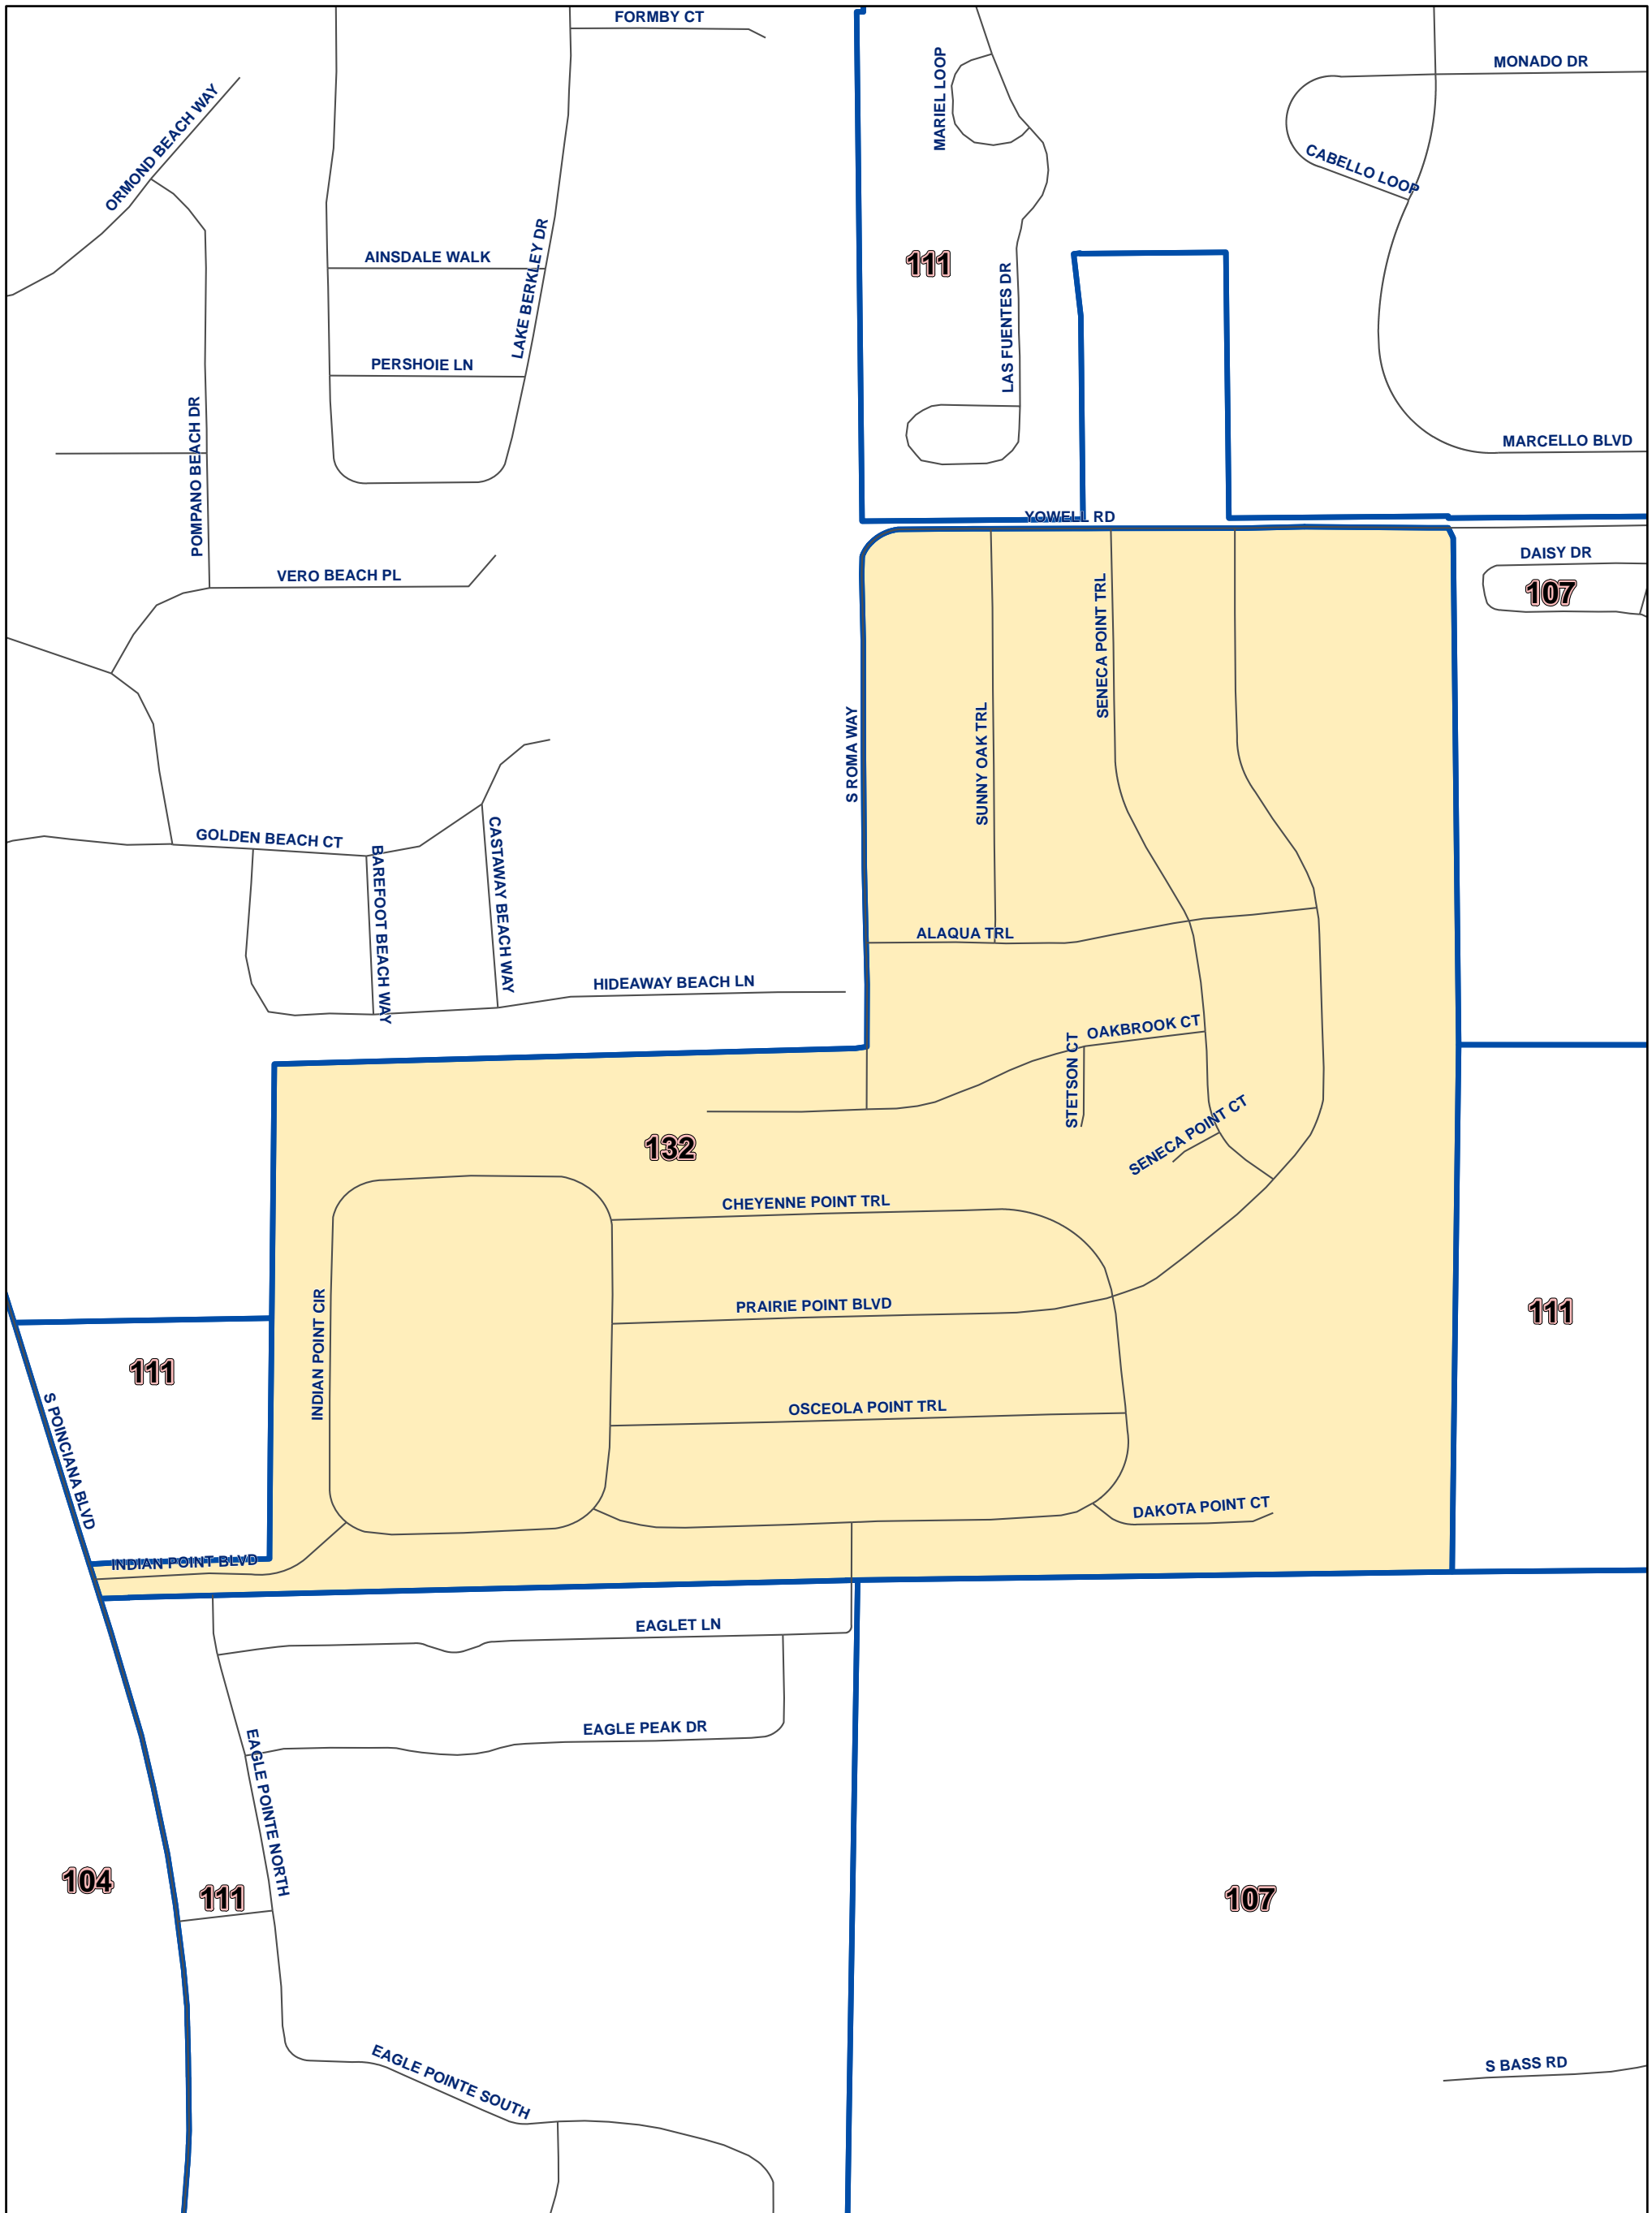 FORMBY CT
MARIEL LOOP
MONADO DR
ORMOND BEACH WAY
CABELLO LOOP
AINSDALE WALK
LAKE BERKLEY DR
111
LAS FUENTES DR
PERSHOIE LN
POMPANO BEACH DR
MARCELLO BLVD
YOWELL RD
DAISY DR
107
VERO BEACH PL
SENECA POINT TRL
S ROMA WAY
SUNNY OAK TRL
GOLDEN BEACH CT
BAREFOOT BEACH WAY
CASTAWAY BEACH WAY
ALAQUA TRL
HIDEAWAY BEACH LN
OAKBROOK CT
STETSON CT
SENECA POINT CT
132
CHEYENNE POINT TRL
INDIAN POINT CIR
PRAIRIE POINT BLVD
111
111
OSCEOLA POINT TRL
S POINCIANA BLVD
DAKOTA POINT CT
INDIAN POINT BLVD
EAGLET LN
EAGLE PEAK DR
EAGLE POINTE NORTH
104
111
107
EAGLE POINTE SOUTH
S BASS RD